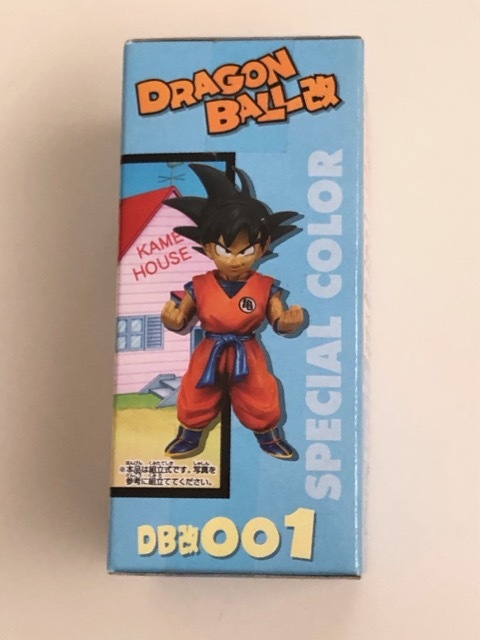 DRAGON
BALL改
SPECIAL COLOR
KAME
HOUSE
亀
※本品は組立式です。写真を
参考に組立ててください。
DB改001